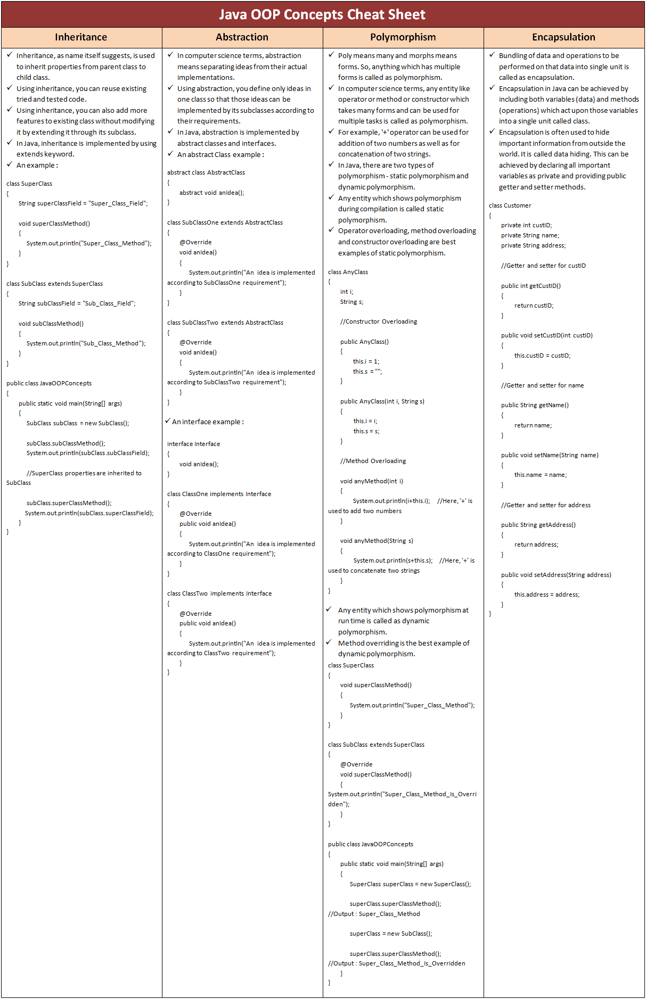 Java OOP Concepts Cheat Sheet
Inheritance
✓ Inheritance, as name itself suggests, is used
to inherit properties from parent class to
child class.
✓ Using inheritance, you can reuse existing
tried and tested code.
✓ Using inheritance, you can also add more
features to existing class without modifying
it by extending it through its subclass.
✓ In Java, inheritance is implemented by using
extends keyword.
✓ An example :
class SuperClass
{
String superClassField = "Super_Class_Field";
void superClassMethod()
{
System.out.println("Super_Class_Method");
}
}
class SubClass extends SuperClass
{
String subClassField = "Sub_Class_Field";
void subClassMethod()
{
System.out.println("Sub_Class_Method");
}
}
public class JavaOOPConcepts
{
public static void main(String[] args)
{
SubClass subClass = new SubClass();
subClass.subClassMethod();
System.out.println(subClass.subClassField);
//SuperClass properties are inherited to
SubClass
subClass.superClassMethod();
System.out.println(subClass.superClassField);
}
}
Abstraction
✓ In computer science terms, abstraction
means separating ideas from their actual
implementations.
✓ Using abstraction, you define only ideas in
one class so that those ideas can be
implemented by its subclasses according to
their requirements.
✓ In Java, abstraction is implemented by
abstract classes and interfaces.
✓ An abstract Class example :
abstract class AbstractClass
{
abstract void anIdea();
}
class SubClassOne extends AbstractClass
{
@Override
void anIdea()
{
System.out.println("An idea is implemented
according to SubClassOne requirement");
}
}
class SubClassTwo extends AbstractClass
{
@Override
void anIdea()
{
System.out.println("An idea is implemented
according to SubClassTwo requirement");
}
}
✓ An interface example :
interface Interface
{
void anIdea();
}
class ClassOne implements Interface
{
@Override
public void anIdea()
{
System.out.println("An idea is implemented
according to ClassOne requirement");
}
}
class ClassTwo implements Interface
{
@Override
public void anIdea()
{
System.out.println("An idea is implemented
according to ClassTwo requirement");
}
}
Polymorphism
✓ Poly means many and morphs means
forms. So, anything which has multiple
forms is called as polymorphism.
✓ In computer science terms, any entity like
operator or method or constructor which
takes many forms and can be used for
multiple tasks is called as polymorphism.
✓ For example, '+' operator can be used for
addition of two numbers as well as for
concatenation of two strings.
✓ In Java, there are two types of
polymorphism - static polymorphism and
dynamic polymorphism.
✓ Any entity which shows polymorphism
during compilation is called static
polymorphism.
✓ Operator overloading, method overloading
and constructor overloading are best
examples of static polymorphism.
class AnyClass
{
int i;
String s;
//Constructor Overloading
public AnyClass()
{
this.i = 1;
this.s = "";
}
public AnyClass(int i, String s)
{
this.i = i;
this.s = s;
}
//Method Overloading
void anyMethod(int i)
{
System.out.println(i+this.i); //Here, '+' is
used to add two numbers
}
void anyMethod(String s)
{
System.out.println(s+this.s); //Here, '+' is
used to concatenate two strings
}
}
✓ Any entity which shows polymorphism at
run time is called as dynamic
polymorphism.
✓ Method overriding is the best example of
dynamic polymorphism.
class SuperClass
{
void superClassMethod()
{
System.out.println("Super_Class_Method");
}
}
class SubClass extends SuperClass
{
@Override
void superClassMethod()
{
System.out.println("Super_Class_Method_Is_Overri
dden");
}
}
public class JavaOOPConcepts
{
public static void main(String[] args)
{
SuperClass superClass = new SuperClass();
superClass.superClassMethod();
//Output : Super_Class_Method
superClass = new SubClass();
superClass.superClassMethod();
//Output : Super_Class_Method_Is_Overridden
}
}
Encapsulation
✓ Bundling of data and operations to be
performed on that data into single unit is
called as encapsulation.
✓ Encapsulation in Java can be achieved by
including both variables (data) and methods
(operations) which act upon those variables
into a single unit called class.
✓ Encapsulation is often used to hide
important information from outside the
world. It is called data hiding. This can be
achieved by declaring all important
variables as private and providing public
getter and setter methods.
class Customer
{
private int custID;
private String name;
private String address;
//Getter and setter for custID
public int getCustID()
{
return custID;
}
public void setCustID(int custID)
{
this.custID = custID;
}
//Getter and setter for name
public String getName()
{
return name;
}
public void setName(String name)
{
this.name = name;
}
//Getter and setter for address
public String getAddress()
{
return address;
}
public void setAddress(String address)
{
this.address = address;
}
}